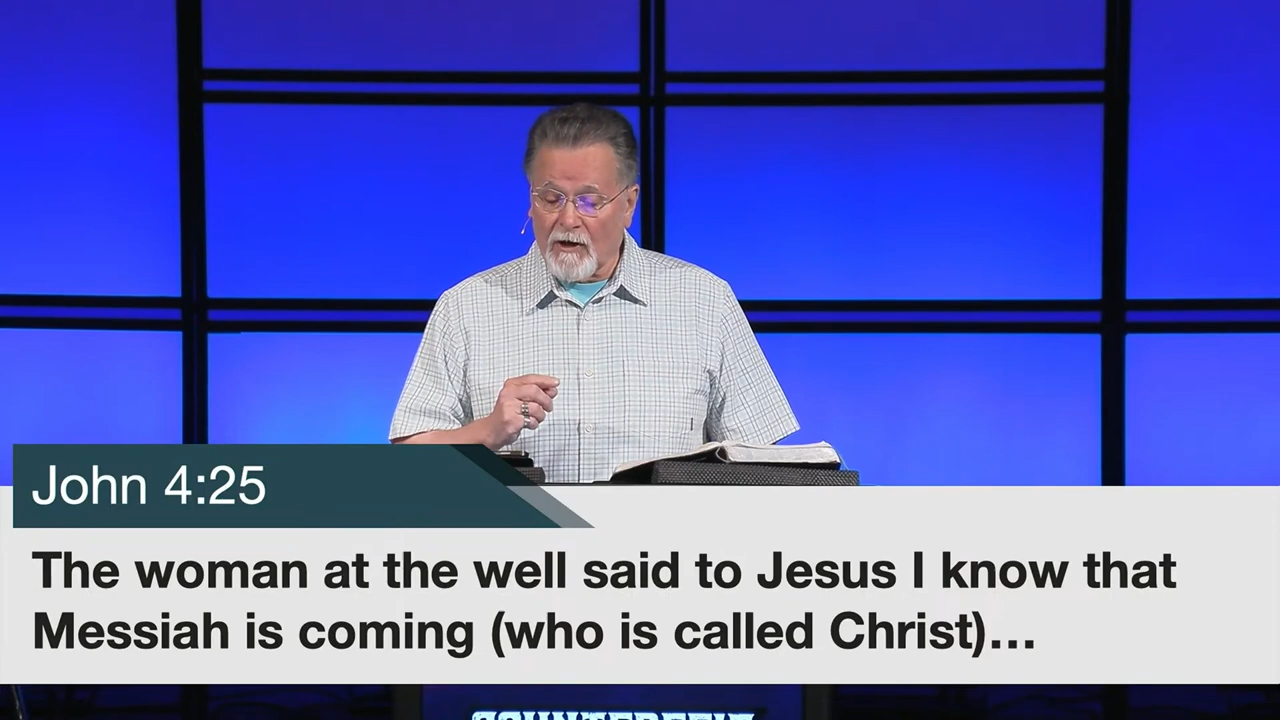 John 4:25
The woman at the well said to Jesus I know that
Messiah is coming (who is called Christ)…
COUNTERFEIT